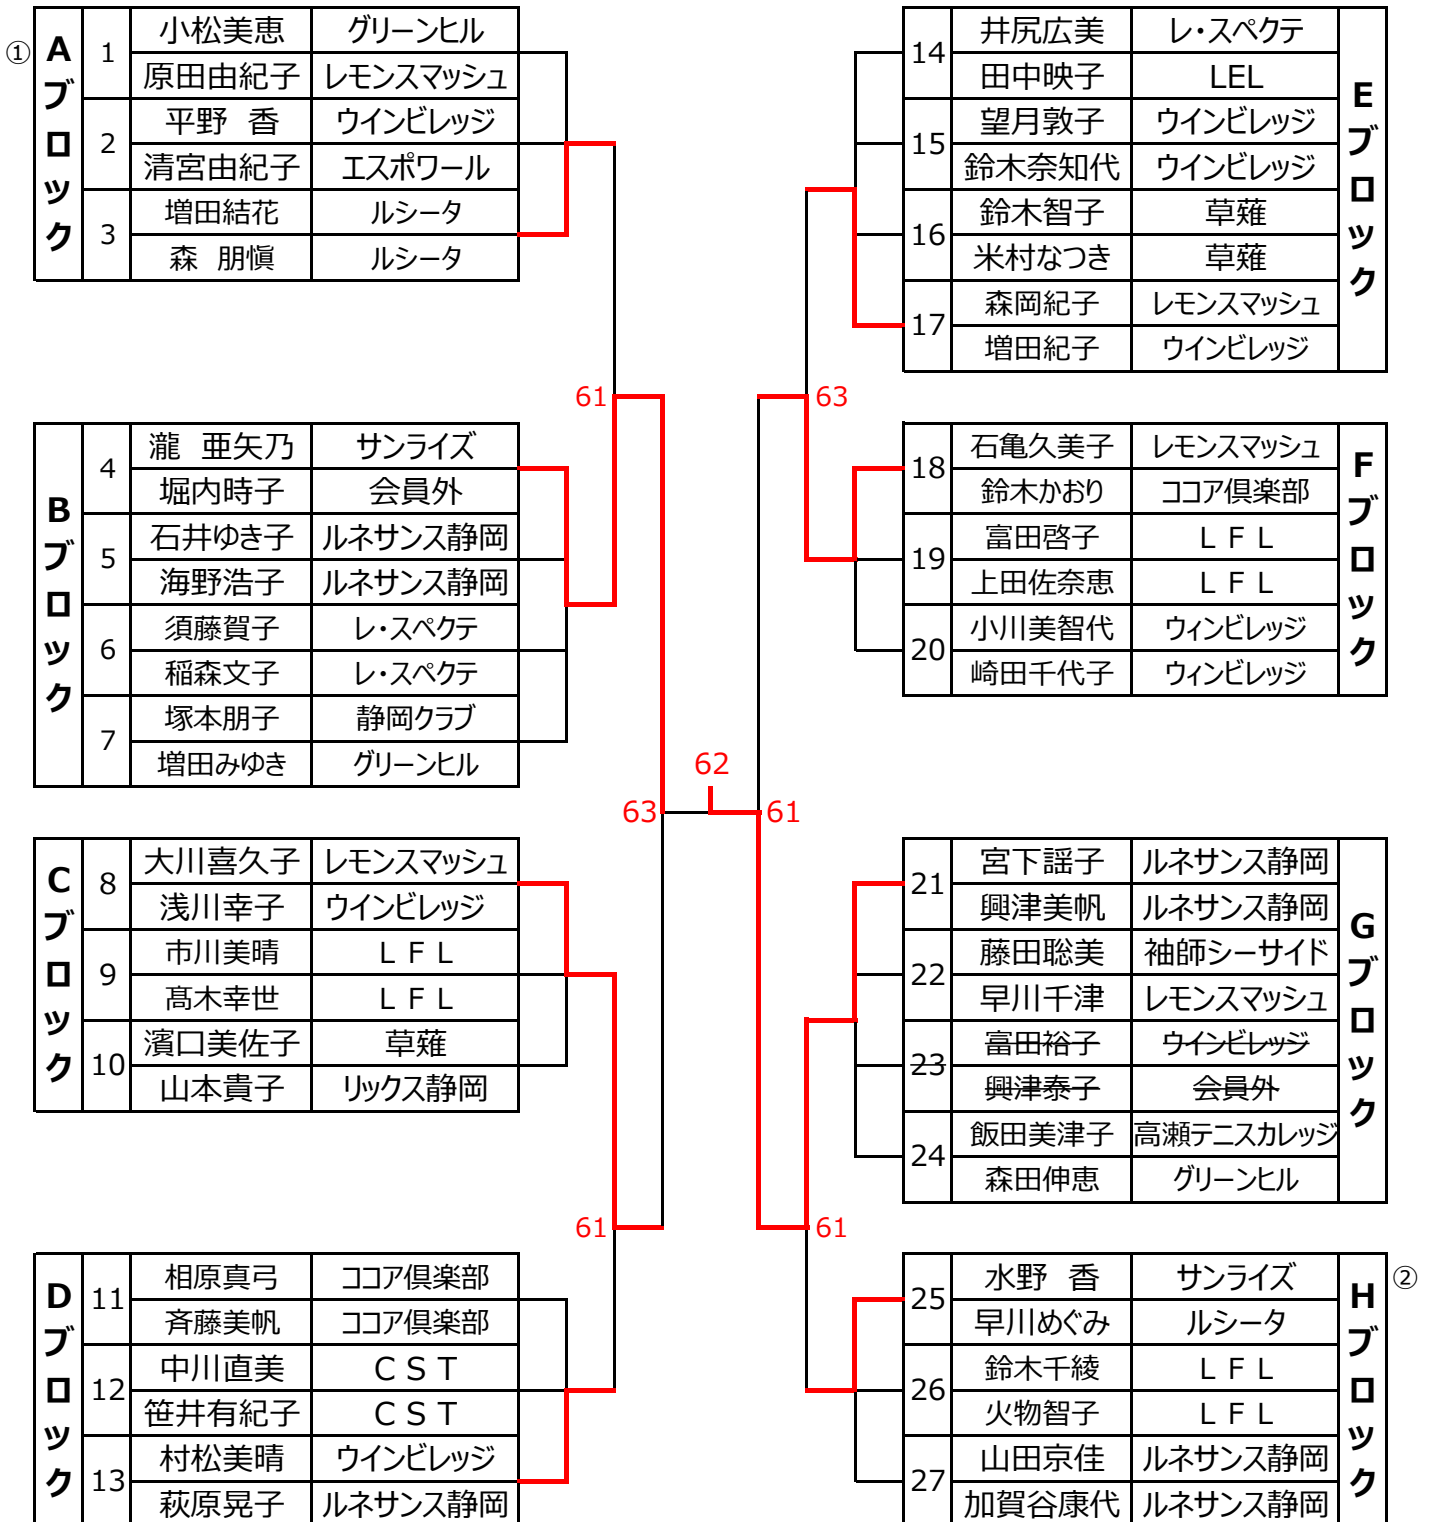 ①
Aブロック
1
小松美恵 グリーンヒル
原田由紀子 レモンスマッシュ
2
平野 香 ウインビレッジ
清宮由紀子 エスポワール
3
増田結花 ルシータ
森 朋愼 ルシータ
Bブロック
4
瀧 亜矢乃 サンライズ
堀内時子 会員外
5
石井ゆき子 ルネサンス静岡
海野浩子 ルネサンス静岡
6
須藤賀子 レ・スペクテ
稲森文子 レ・スペクテ
7
塚本朋子 静岡クラブ
増田みゆき グリーンヒル
Cブロック
8
大川喜久子 レモンスマッシュ
浅川幸子 ウインビレッジ
9
市川美晴 ＬＦＬ
髙木幸世 ＬＦＬ
10
濱口美佐子 草薙
山本貴子 リックス静岡
Dブロック
11
相原真弓 ココア倶楽部
斉藤美帆 ココア倶楽部
12
中川直美 ＣＳＴ
笹井有紀子 ＣＳＴ
13
村松美晴 ウインビレッジ
萩原晃子 ルネサンス静岡
61
63
61
62
63
61
61
Eブロック
14
井尻広美 レ・スペクテ
田中映子 LEL
15
望月敦子 ウインビレッジ
鈴木奈知代 ウインビレッジ
16
鈴木智子 草薙
米村なつき 草薙
17
森岡紀子 レモンスマッシュ
増田紀子 ウインビレッジ
Fブロック
18
石亀久美子 レモンスマッシュ
鈴木かおり ココア倶楽部
19
富田啓子 ＬＦＬ
上田佐奈恵 ＬＦＬ
20
小川美智代 ウィンビレッジ
崎田千代子 ウィンビレッジ
Gブロック
21
宮下謡子 ルネサンス静岡
興津美帆 ルネサンス静岡
22
藤田聡美 袖師シーサイド
早川千津 レモンスマッシュ
23
富田裕子 ウインビレッジ
興津泰子 会員外
24
飯田美津子 高瀬テニスカレッジ
森田伸恵 グリーンヒル
②
Hブロック
25
水野 香 サンライズ
早川めぐみ ルシータ
26
鈴木千綾 ＬＦＬ
火物智子 ＬＦＬ
27
山田京佳 ルネサンス静岡
加賀谷康代 ルネサンス静岡